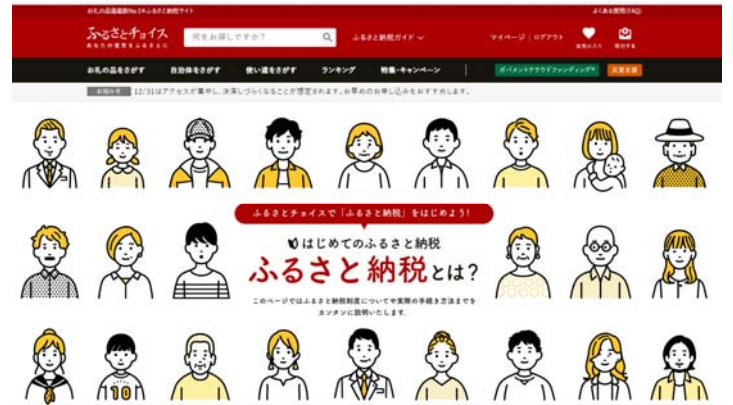 お礼の品掲載数No.1※ふるさと納税サイト
よくある質問(FAQ)
ふるさとチョイス
あなたの意思をふるさとに
何をお探しですか?
ふるさと納税ガイド
マイページ
ログアウト
お気に入り
寄付する
お礼の品をさがす
自治体をさがす
使い道をさがす
ランキング
特集・キャンペーン
ガバメントクラウドファンディング®
災害支援
お知らせ
12/31はアクセスが集中し、決済しづらくなることが想定されます。お早めのお申し込みをおすすめします。
ふるさとチョイスで「ふるさと納税」をはじめよう!
はじめてのふるさと納税
ふるさと納税とは?
このページではふるさと納税制度についてや実際の手続き方法までを
カンタンに説明いたします。
10